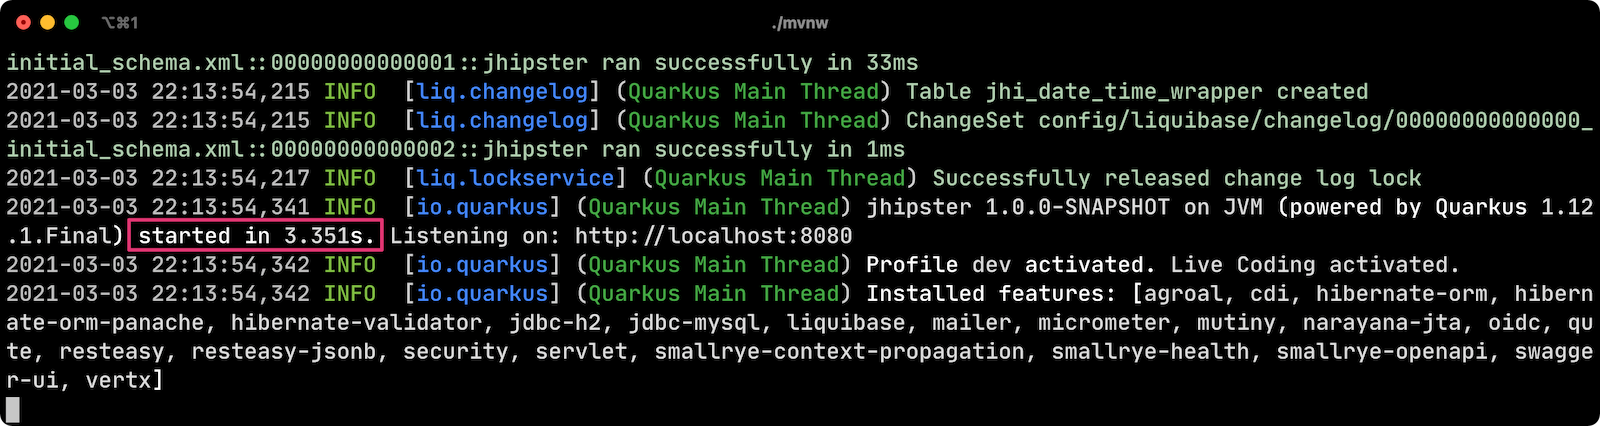 ⌥⌘1
./mvnw
initial_schema.xml::00000000000001::jhipster ran successfully in 33ms
2021-03-03 22:13:54,215 INFO  [liq.changelog] (Quarkus Main Thread) Table jhi_date_time_wrapper created
2021-03-03 22:13:54,215 INFO  [liq.changelog] (Quarkus Main Thread) ChangeSet config/liquibase/changelog/00000000000000_
initial_schema.xml::00000000000002::jhipster ran successfully in 1ms
2021-03-03 22:13:54,217 INFO  [liq.lockservice] (Quarkus Main Thread) Successfully released change log lock
2021-03-03 22:13:54,341 INFO  [io.quarkus] (Quarkus Main Thread) jhipster 1.0.0-SNAPSHOT on JVM (powered by Quarkus 1.12
.1.Final) started in 3.351s. Listening on: http://localhost:8080
2021-03-03 22:13:54,342 INFO  [io.quarkus] (Quarkus Main Thread) Profile dev activated. Live Coding activated.
2021-03-03 22:13:54,342 INFO  [io.quarkus] (Quarkus Main Thread) Installed features: [agroal, cdi, hibernate-orm, hibern
ate-orm-panache, hibernate-validator, jdbc-h2, jdbc-mysql, liquibase, mailer, micrometer, mutiny, narayana-jta, oidc, qu
te, resteasy, resteasy-jsonb, security, servlet, smallrye-context-propagation, smallrye-health, smallrye-openapi, swagge
r-ui, vertx]